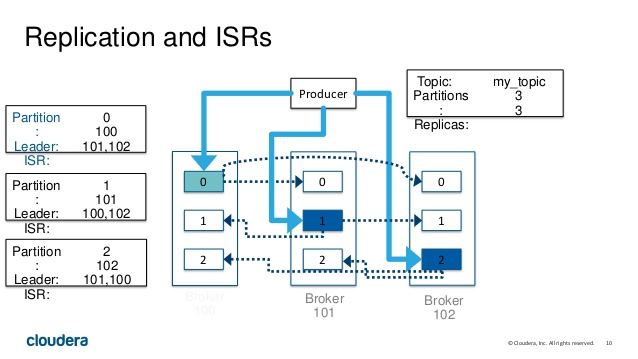 Replication and ISRs
Producer
Topic: my_topic
Partitions 3
: 3
Replicas:
Partition 0
: 100
Leader: 101,102
ISR:
Partition 1
: 101
Leader: 100,102
ISR:
Partition 2
: 102
Leader: 101,100
ISR:
0 0 0
1 1 1
2 2 2
Broker
100
Broker
101
Broker
102
cloudera
© Cloudera, Inc. All rights reserved. 10